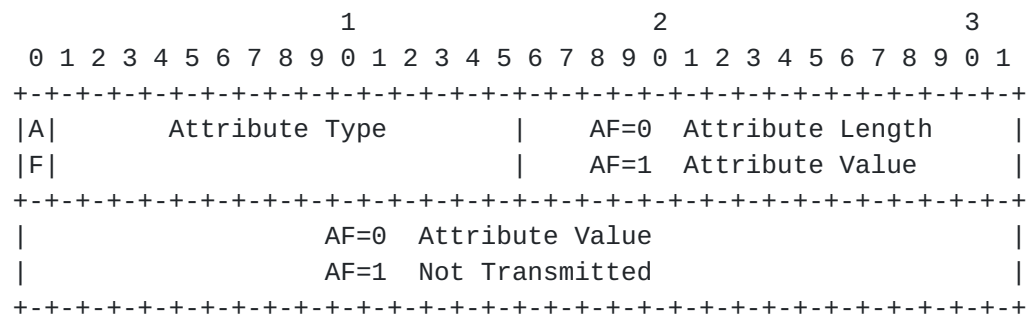 1                   2                   3
 0 1 2 3 4 5 6 7 8 9 0 1 2 3 4 5 6 7 8 9 0 1 2 3 4 5 6 7 8 9 0 1
+-+-+-+-+-+-+-+-+-+-+-+-+-+-+-+-+-+-+-+-+-+-+-+-+-+-+-+-+-+-+-+-+
|A|       Attribute Type        |    AF=0  Attribute Length     |
|F|                             |    AF=1  Attribute Value      |
+-+-+-+-+-+-+-+-+-+-+-+-+-+-+-+-+-+-+-+-+-+-+-+-+-+-+-+-+-+-+-+-+
|                   AF=0  Attribute Value                       |
|                   AF=1  Not Transmitted                       |
+-+-+-+-+-+-+-+-+-+-+-+-+-+-+-+-+-+-+-+-+-+-+-+-+-+-+-+-+-+-+-+-+